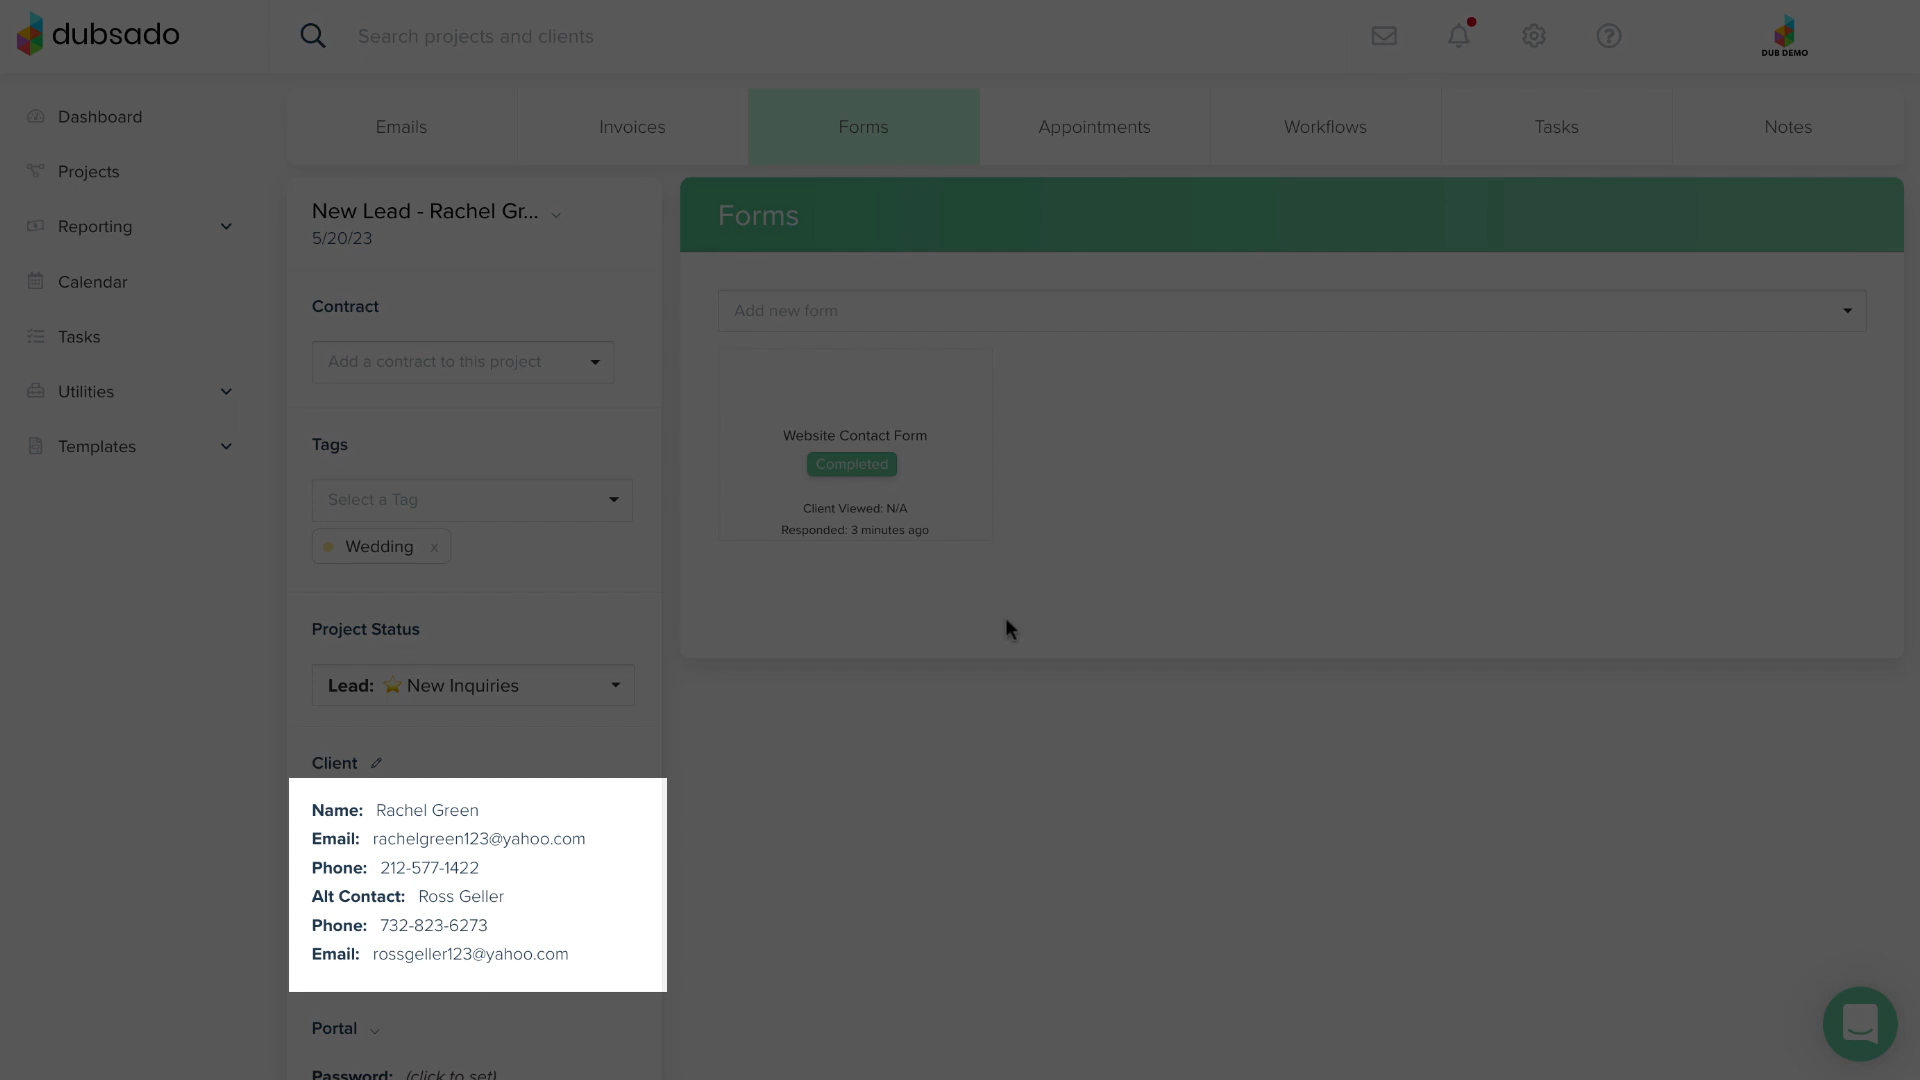 dubsado
Search projects and clients
DUB DEMO
Dashboard
Projects
Reporting
Calendar
Tasks
Utilities
Templates
Emails
Invoices
Forms
Appointments
Workflows
Tasks
Notes
New Lead - Rachel Gr...
5/20/23
Contract
Add a contract to this project
Tags
Select a Tag
Wedding x
Project Status
Lead: ⭐ New Inquiries
Client
Name: Rachel Green
Email: rachelgreen123@yahoo.com
Phone: 212-577-1422
Alt Contact: Ross Geller
Phone: 732-823-6273
Email: rossgeller123@yahoo.com
Portal
Password: (click to set)
Forms
Add new form
Website Contact Form
Completed
Client Viewed: N/A
Responded: 3 minutes ago